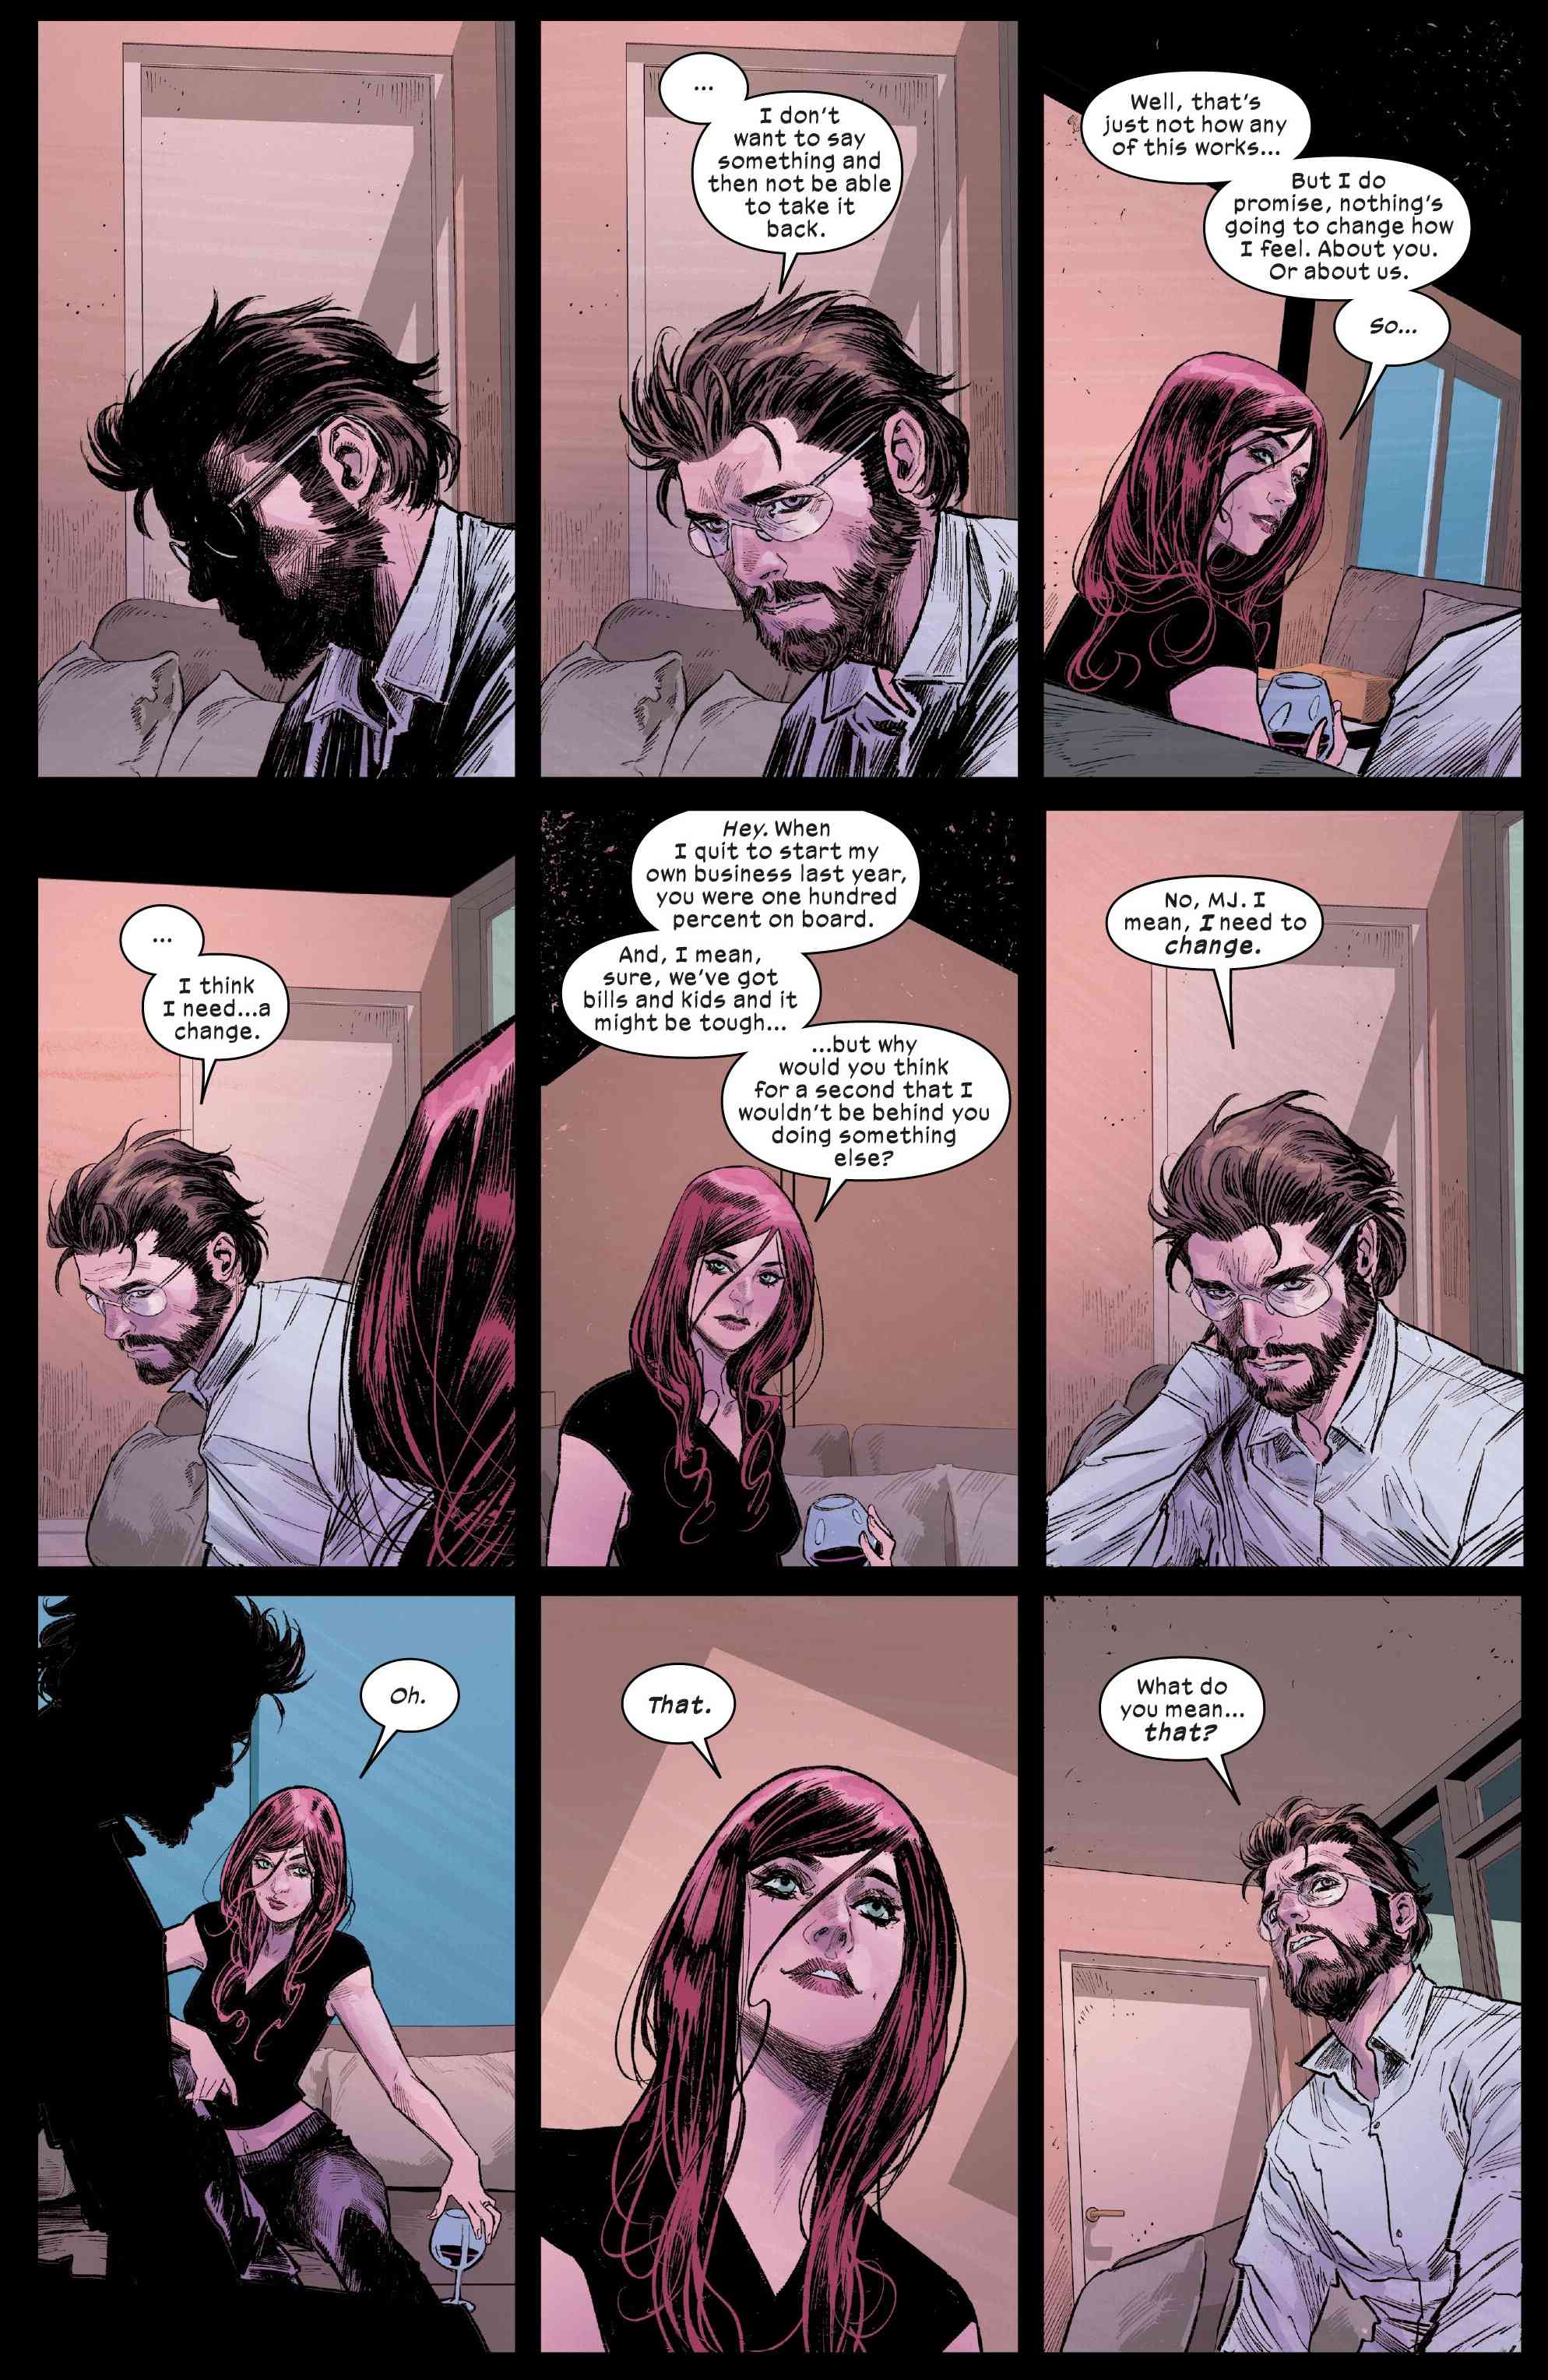 ...
I don't
want to say
something and
then not be able
to take it
back.
Well, that's
just not how any
of this works...
But I do
promise, nothing's
going to change how
I feel. About you.
Or about us.
So...
...
I think
I need...a
change.
Hey. When
I quit to start my
own business last year,
you were one hundred
percent on board.
And, I mean,
sure, we've got
bills and kids and it
might be tough...
...but why
would you think
for a second that I
wouldn't be behind you
doing something
else?
No, MJ. I
mean, I need to
change.
Oh.
That.
What do
you mean...
that?